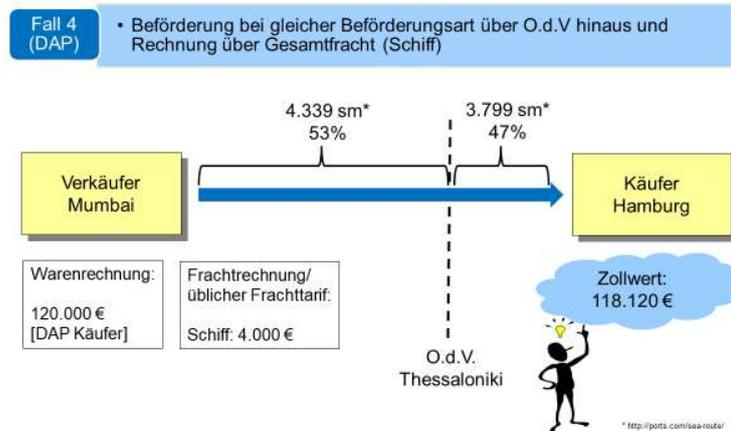 Fall 4
(DAP)
• Beförderung bei gleicher Beförderungsart über O.d.V hinaus und
Rechnung über Gesamtfracht (Schiff)
4.339 sm*
53%
3.799 sm*
47%
Verkäufer
Mumbai
Käufer
Hamburg
Warenrechnung:
120.000 €
[DAP Käufer]
Frachtrechnung/
üblicher Frachttarif:
Schiff: 4.000 €
Zollwert:
118.120 €
O.d.V.
Thessaloniki
* http://ports.com/sea-route/